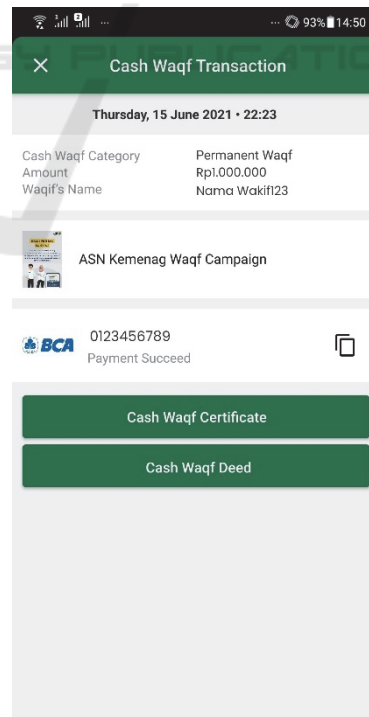 93% 14:50
Cash Waqf Transaction
Thursday, 15 June 2021 • 22:23
Cash Waqf Category Permanent Waqf
Amount Rp1.000.000
Waqif's Name Nama Wakif123
ASN Kemenag Waqf Campaign
BCA 0123456789
Payment Succeed
Cash Waqf Certificate
Cash Waqf Deed